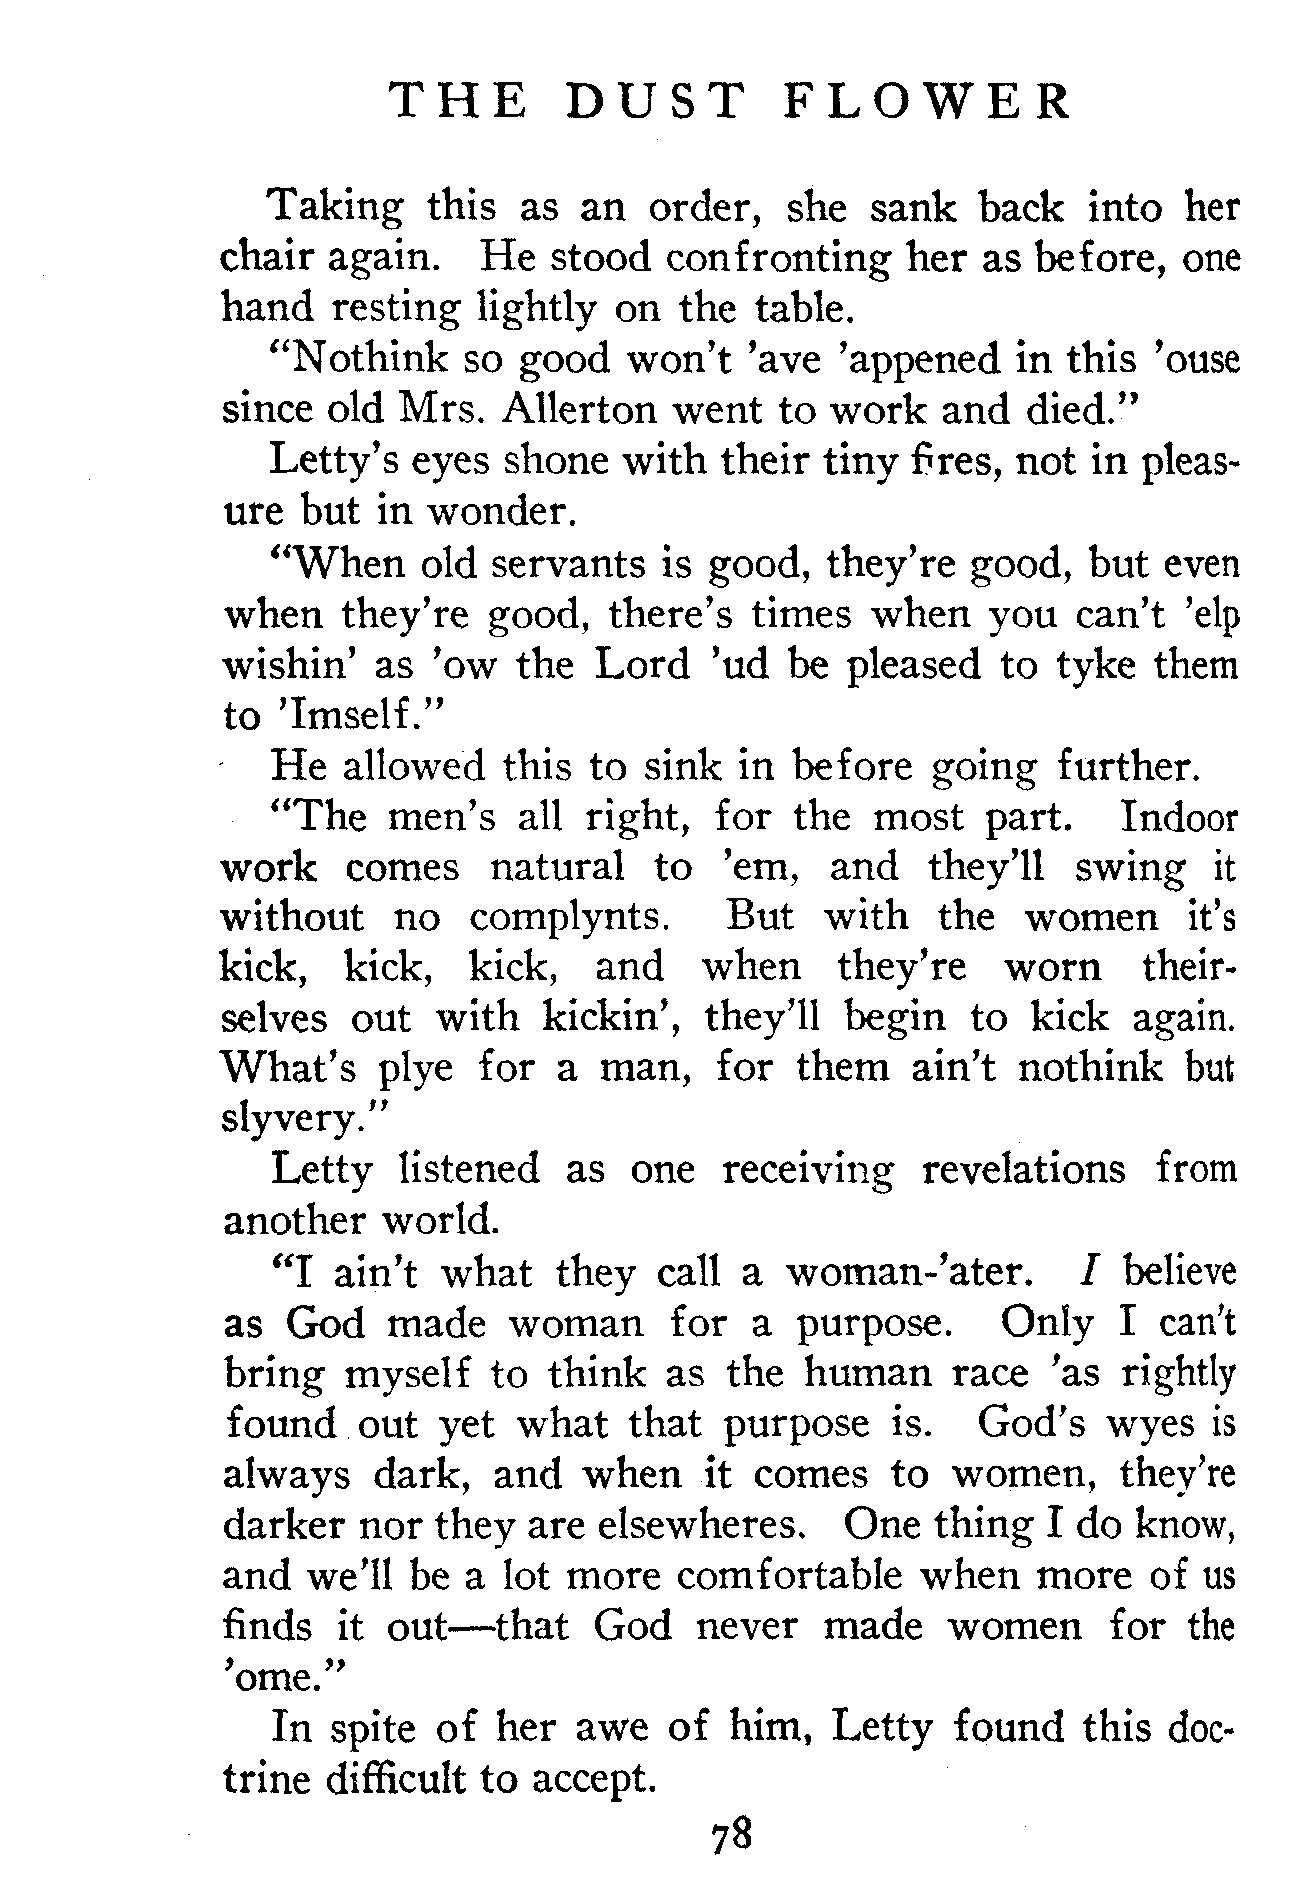 THE DUST FLOWER
Taking this as an order, she sank back into her
chair again. He stood confronting her as before, one
hand resting lightly on the table.
“Nothink so good won’t ’ave ’appened in this ’ouse
since old Mrs. Allerton went to work and died.”
Letty’s eyes shone with their tiny fires, not in pleas-
ure but in wonder.
“When old servants is good, they’re good, but even
when they’re good, there’s times when you can’t ’elp
wishin’ as ’ow the Lord ’ud be pleased to tyke them
to ’Imself.”
He allowed this to sink in before going further.
“The men’s all right, for the most part. Indoor
work comes natural to ’em, and they’ll swing it
without no complynts. But with the women it’s
kick, kick, kick, and when they’re worn their-
selves out with kickin’, they’ll begin to kick again.
What’s plye for a man, for them ain’t nothink but
slyvery.”
Letty listened as one receiving revelations from
another world.
“I ain’t what they call a woman-’ater. I believe
as God made woman for a purpose. Only I can’t
bring myself to think as the human race ’as rightly
found out yet what that purpose is. God’s wyes is
always dark, and when it comes to women, they’re
darker nor they are elsewheres. One thing I do know,
and we’ll be a lot more comfortable when more of us
finds it out—that God never made women for the
’ome.”
In spite of her awe of him, Letty found this doc-
trine difficult to accept.
78